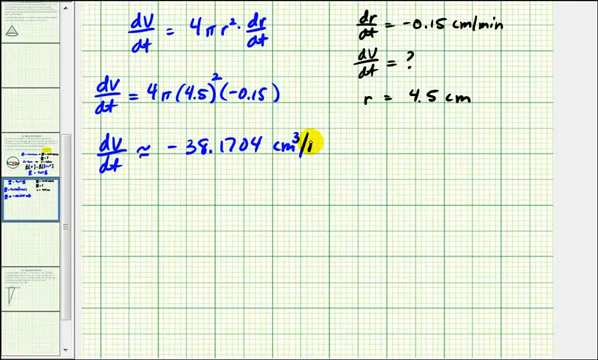 dV/dt = 4πr² · dr/dt
dV/dt = 4π(4.5)²(-0.15)
dV/dt ≈ -38.1704 cm³/
dr/dt = -0.15 cm/min
dV/dt = ?
r = 4.5 cm